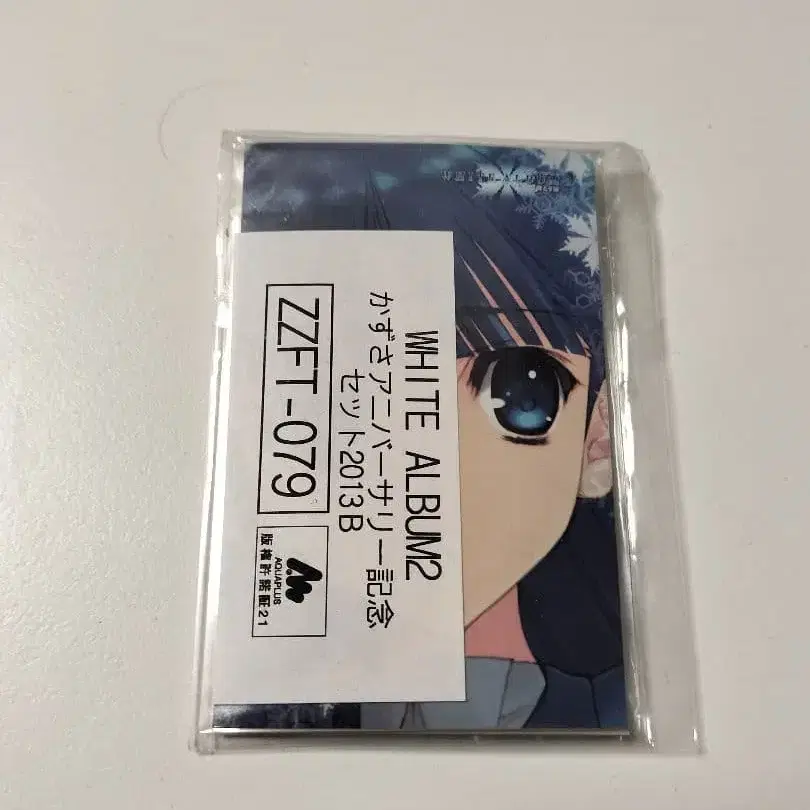 WHITE ALBUM2
かずさアニバーサリー記念
セット2013B
ZZFT-079
AQUAPLUS
版権許諾証21